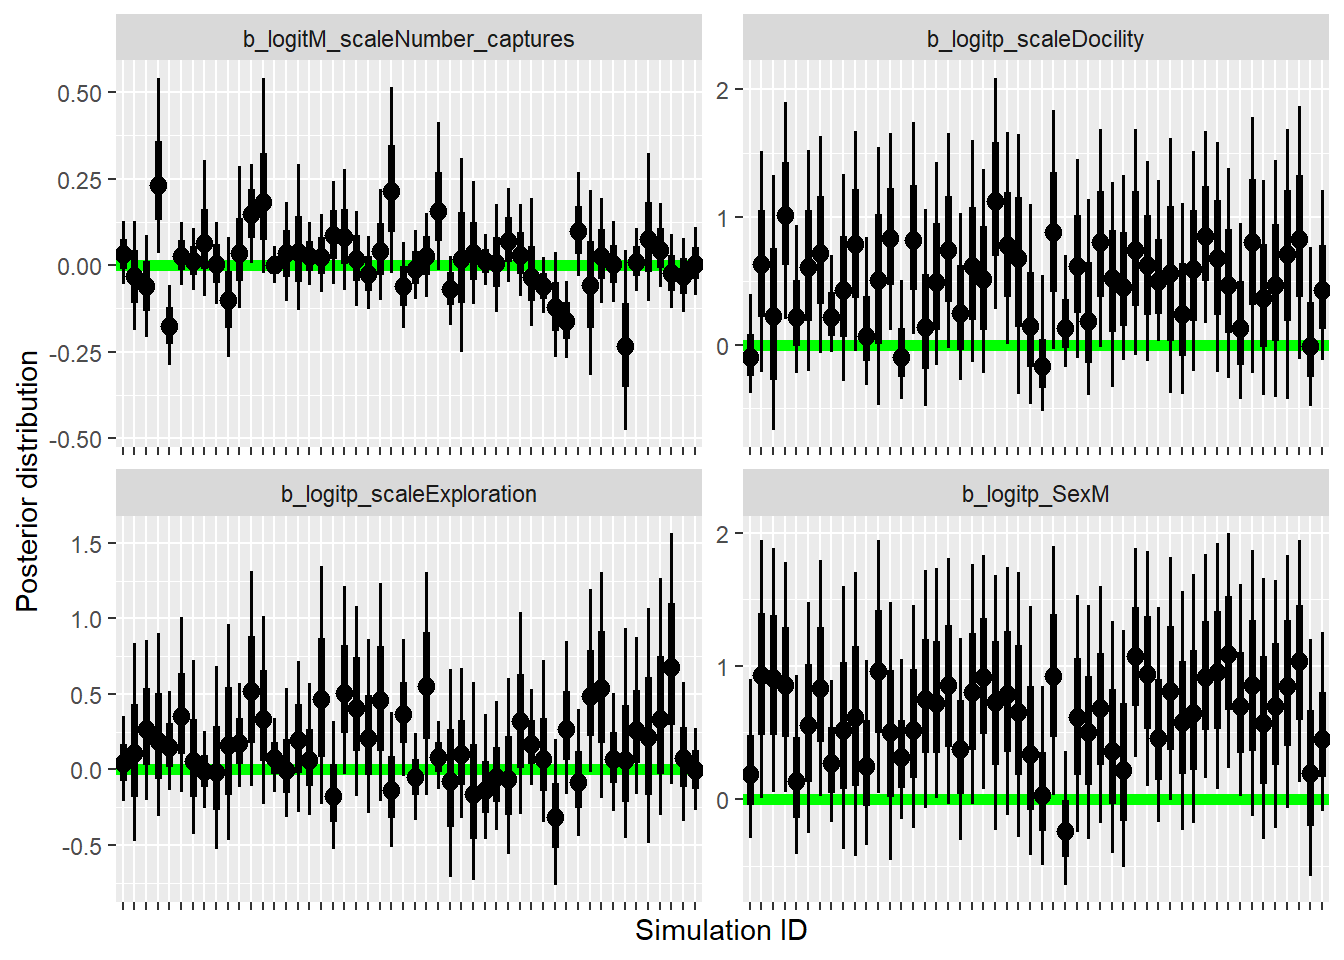 b_logitM_scaleNumber_captures
b_logitp_scaleDocility
0.50
0.25
0.00
-0.25
-0.50
2
1
0
b_logitp_scaleExploration
b_logitp_SexM
1.5
1.0
0.5
0.0
-0.5
2
1
0
Posterior distribution
Simulation ID